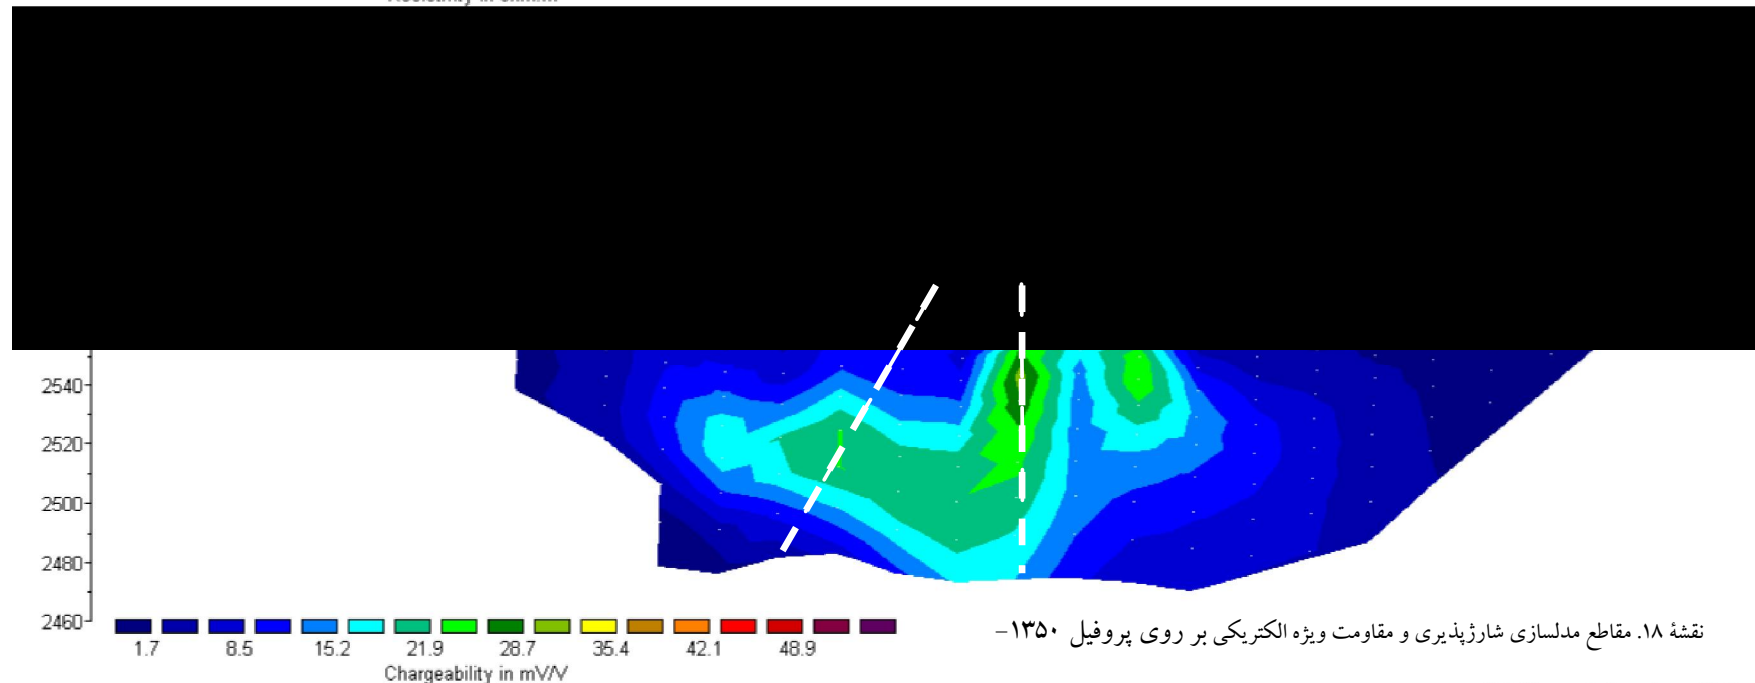 2540
2520
2500
2480
2460
1.7 8.5 15.2 21.9 28.7 35.4 42.1 48.9
Chargeability in mV/V
نقشهٔ ۱۸. مقاطع مدلسازی شارژپذیری و مقاومت ویژه الکتریکی بر روی پروفیل ۱۳۵۰-